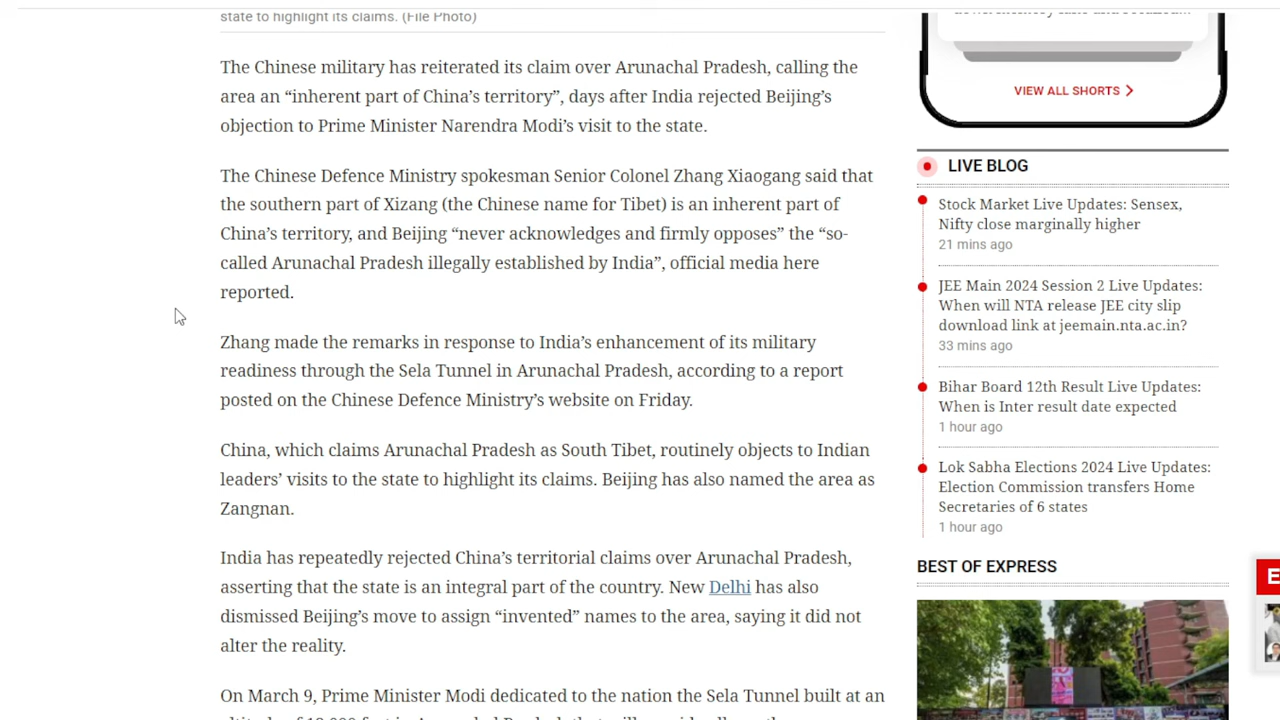 state to highlight its claims. (File Photo)
The Chinese military has reiterated its claim over Arunachal Pradesh, calling the
area an “inherent part of China’s territory”, days after India rejected Beijing’s
objection to Prime Minister Narendra Modi’s visit to the state.
The Chinese Defence Ministry spokesman Senior Colonel Zhang Xiaogang said that
the southern part of Xizang (the Chinese name for Tibet) is an inherent part of
China’s territory, and Beijing “never acknowledges and firmly opposes” the “so-
called Arunachal Pradesh illegally established by India”, official media here
reported.
Zhang made the remarks in response to India’s enhancement of its military
readiness through the Sela Tunnel in Arunachal Pradesh, according to a report
posted on the Chinese Defence Ministry’s website on Friday.
China, which claims Arunachal Pradesh as South Tibet, routinely objects to Indian
leaders’ visits to the state to highlight its claims. Beijing has also named the area as
Zangnan.
India has repeatedly rejected China’s territorial claims over Arunachal Pradesh,
asserting that the state is an integral part of the country. New Delhi has also
dismissed Beijing’s move to assign “invented” names to the area, saying it did not
alter the reality.
On March 9, Prime Minister Modi dedicated to the nation the Sela Tunnel built at an
VIEW ALL SHORTS
LIVE BLOG
Stock Market Live Updates: Sensex,
Nifty close marginally higher
21 mins ago
JEE Main 2024 Session 2 Live Updates:
When will NTA release JEE city slip
download link at jeemain.nta.ac.in?
33 mins ago
Bihar Board 12th Result Live Updates:
When is Inter result date expected
1 hour ago
Lok Sabha Elections 2024 Live Updates:
Election Commission transfers Home
Secretaries of 6 states
1 hour ago
BEST OF EXPRESS
E